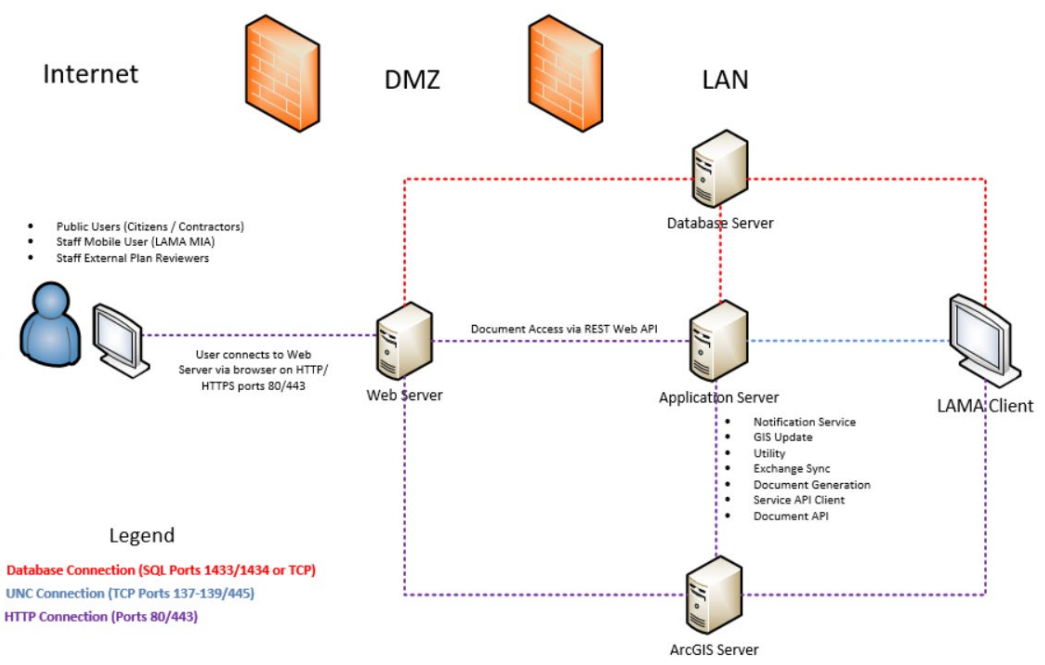 Internet
DMZ
LAN
Database Server
• Public Users (Citizens / Contractors)
• Staff Mobile User (LAMA MIA)
• Staff External Plan Reviewers
Document Access via REST Web API
User connects to Web
Server via browser on HTTP/
HTTPS ports 80/443
Web Server
Application Server
LAMA Client
• Notification Service
• GIS Update
• Utility
• Exchange Sync
• Document Generation
• Service API Client
• Document API
Legend
Database Connection (SQL Ports 1433/1434 or TCP)
UNC Connection (TCP Ports 137-139/445)
HTTP Connection (Ports 80/443)
ArcGIS Server